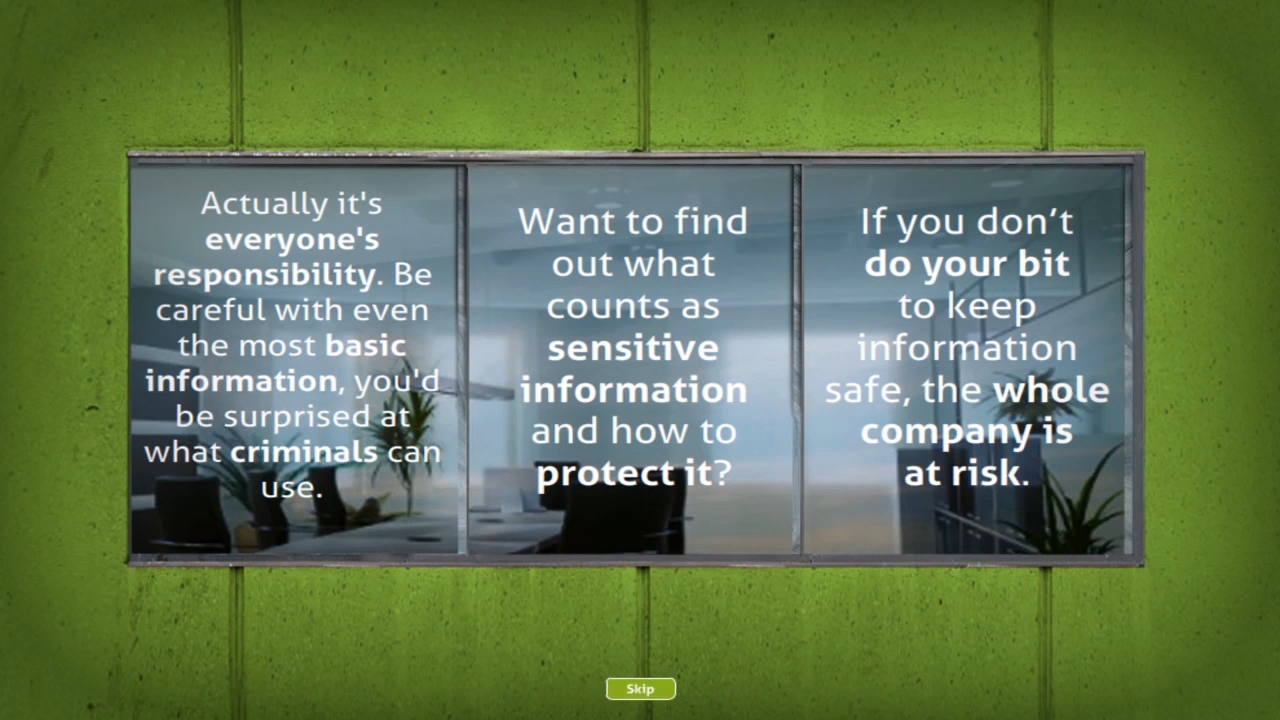 Actually it's
everyone's
responsibility. Be
careful with even
the most basic
information, you'd
be surprised at
what criminals can
use.
Want to find
out what
counts as
sensitive
information
and how to
protect it?
If you don’t
do your bit
to keep
information
safe, the whole
company is
at risk.
Skip